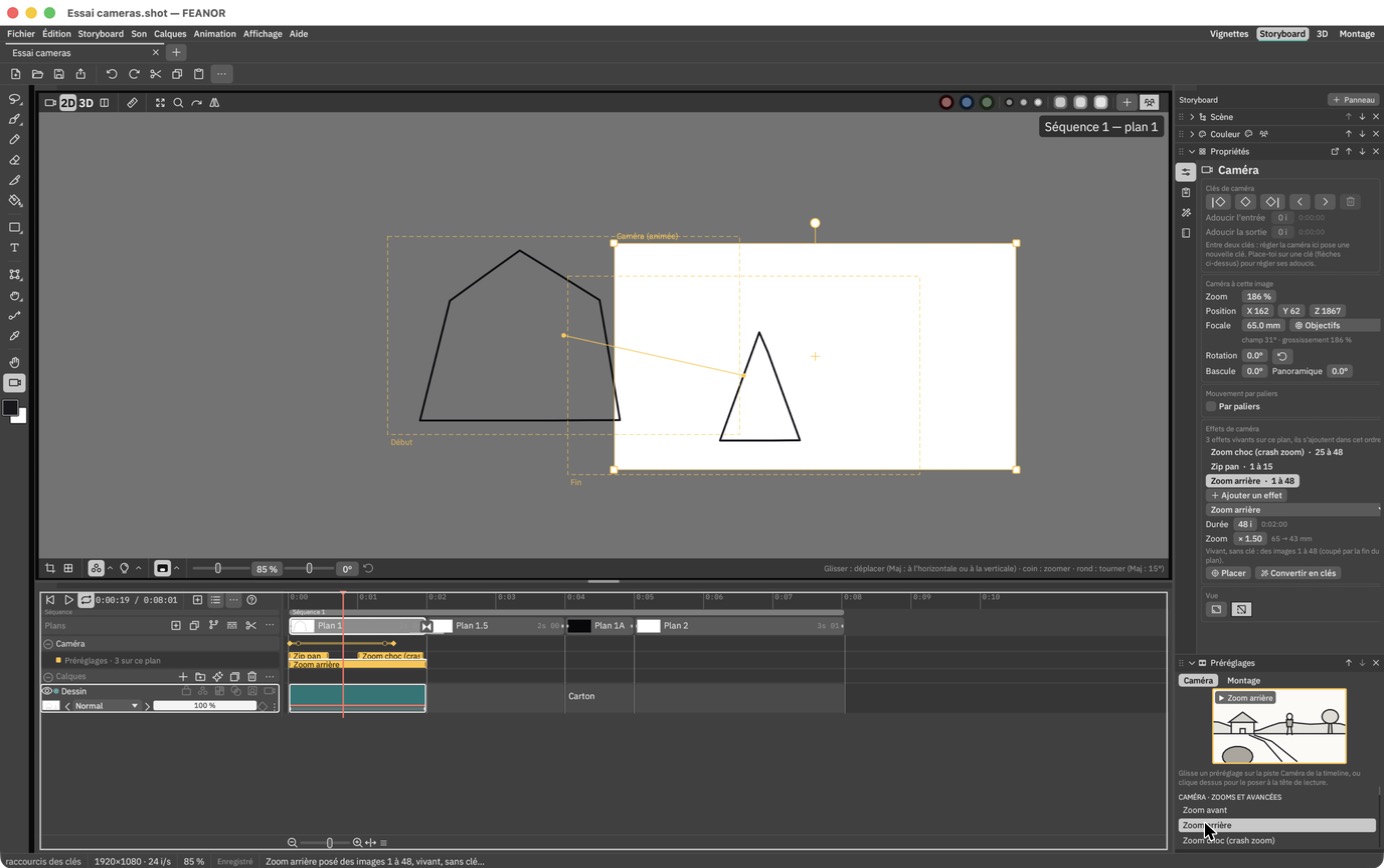 Essai cameras.shot — FEANOR
Fichier Édition Storyboard Son Calques Animation Affichage Aide
Vignettes Storyboard 3D Montage
Essai cameras
2D 3D
Séquence 1 — plan 1
Caméra (animée)
Début
Fin
85 % 0°
Glisser : déplacer (Maj : à l'horizontale ou à la verticale) · coin : zoomer · rond : tourner (Maj : 15°)
Storyboard
+ Panneau
Scène
Couleur
Propriétés
Caméra
Clés de caméra
Adoucir l'entrée 0 i 0:00:00
Adoucir la sortie 0 i 0:00:00
Entre deux clés : régler la caméra ici pose une
nouvelle clé. Place-toi sur une clé (flèches
ci-dessus) pour régler ses adoucis.
Caméra à cette image
Zoom 186 %
Position X 162 Y 62 Z 1867
Focale 65.0 mm Objectifs
champ 31° · grossissement 186 %
Rotation 0.0°
Bascule 0.0° Panoramique 0.0°
Mouvement par paliers
Par paliers
Effets de caméra
3 effets vivants sur ce plan, ils s'ajoutent dans cet ordre
Zoom choc (crash zoom) · 25 à 48
Zip pan · 1 à 15
Zoom arrière · 1 à 48
+ Ajouter un effet
Zoom arrière
Durée 48 i 0:02:00
Zoom × 1.50 65 → 43 mm
Vivant, sans clé : des images 1 à 48 (coupé par la fin du
plan).
Placer Convertir en clés
Vue
0:00:19 / 0:08:01
0:00 0:01 0:02 0:03 0:04 0:05 0:06 0:07 0:08 0:09 0:10
Séquence
Séquence 1
Plans
Plan 1 Plan 1.5 2s 00 Plan 1A Plan 2 3s 01
Caméra
Préréglages · 3 sur ce plan
Zip pan Zoom choc (cras
Zoom arrière
Calques
Dessin
Normal 100 %
Carton
Préréglages
Caméra Montage
Zoom arrière
Glisse un préréglage sur la piste Caméra de la timeline, ou
clique dessus pour le poser à la tête de lecture.
CAMÉRA · ZOOMS ET AVANCÉES
Zoom avant
Zoom arrière
Zoom choc (crash zoom)
raccourcis des clés 1920×1080 · 24 i/s 85 % Enregistré Zoom arrière posé des images 1 à 48, vivant, sans clé…